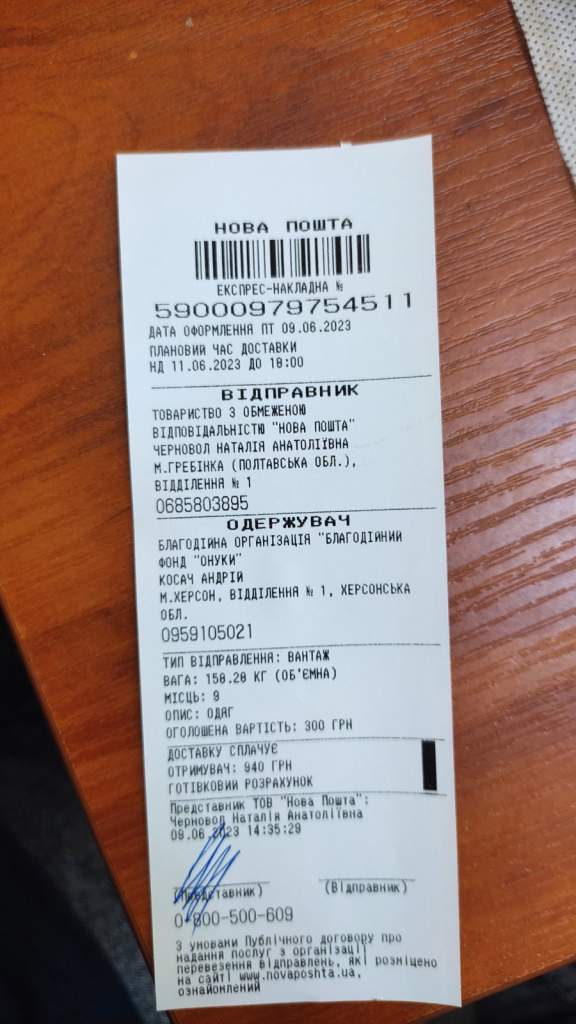 НОВА ПОШТА
ЕКСПРЕС-НАКЛАДНА №
59000979754511
ДАТА ОФОРМЛЕННЯ ПТ 09.06.2023
ПЛАНОВИЙ ЧАС ДОСТАВКИ
НД 11.06.2023 ДО 18:00
ВІДПРАВНИК
ТОВАРИСТВО З ОБМЕЖЕНОЮ
ВІДПОВІДАЛЬНІСТЮ "НОВА ПОШТА"
ЧЕРНОВОЛ НАТАЛІЯ АНАТОЛІЇВНА
М.ГРЕБІНКА (ПОЛТАВСЬКА ОБЛ.),
ВІДДІЛЕННЯ № 1
0685803895
ОДЕРЖУВАЧ
БЛАГОДІЙНА ОРГАНІЗАЦІЯ "БЛАГОДІЙНИЙ
ФОНД "ОНУКИ"
КОСАЧ АНДРІЙ
М.ХЕРСОН, ВІДДІЛЕННЯ № 1, ХЕРСОНСЬКА
ОБЛ.
0959105021
ТИП ВІДПРАВЛЕННЯ: ВАНТАЖ
ВАГА: 150.20 КГ (ОБ'ЄМНА)
МІСЦЬ: 9
ОПИС: ОДЯГ
ОГОЛОШЕНА ВАРТІСТЬ: 300 ГРН
ДОСТАВКУ СПЛАЧУЄ
ОТРИМУВАЧ: 940 ГРН
ГОТІВКОВИЙ РОЗРАХУНОК
Представник ТОВ "Нова Пошта":
Черновол Наталія Анатоліївна
09.06.2023 14:35:29
(Представник) (Відправник)
0-800-500-609
З умовами Публічного договору про
надання послуг з організації
перевезення відправлень, які розміщено
на сайті www.novaposhta.ua,
ознайомлений